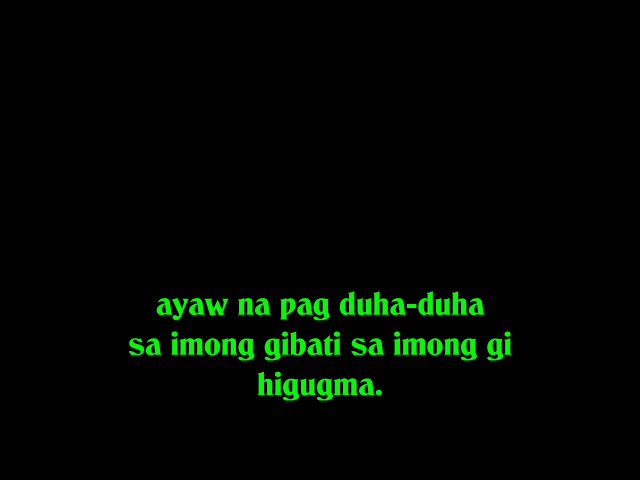 ayaw na pag duha-duha
sa imong gibati sa imong gi
higugma.